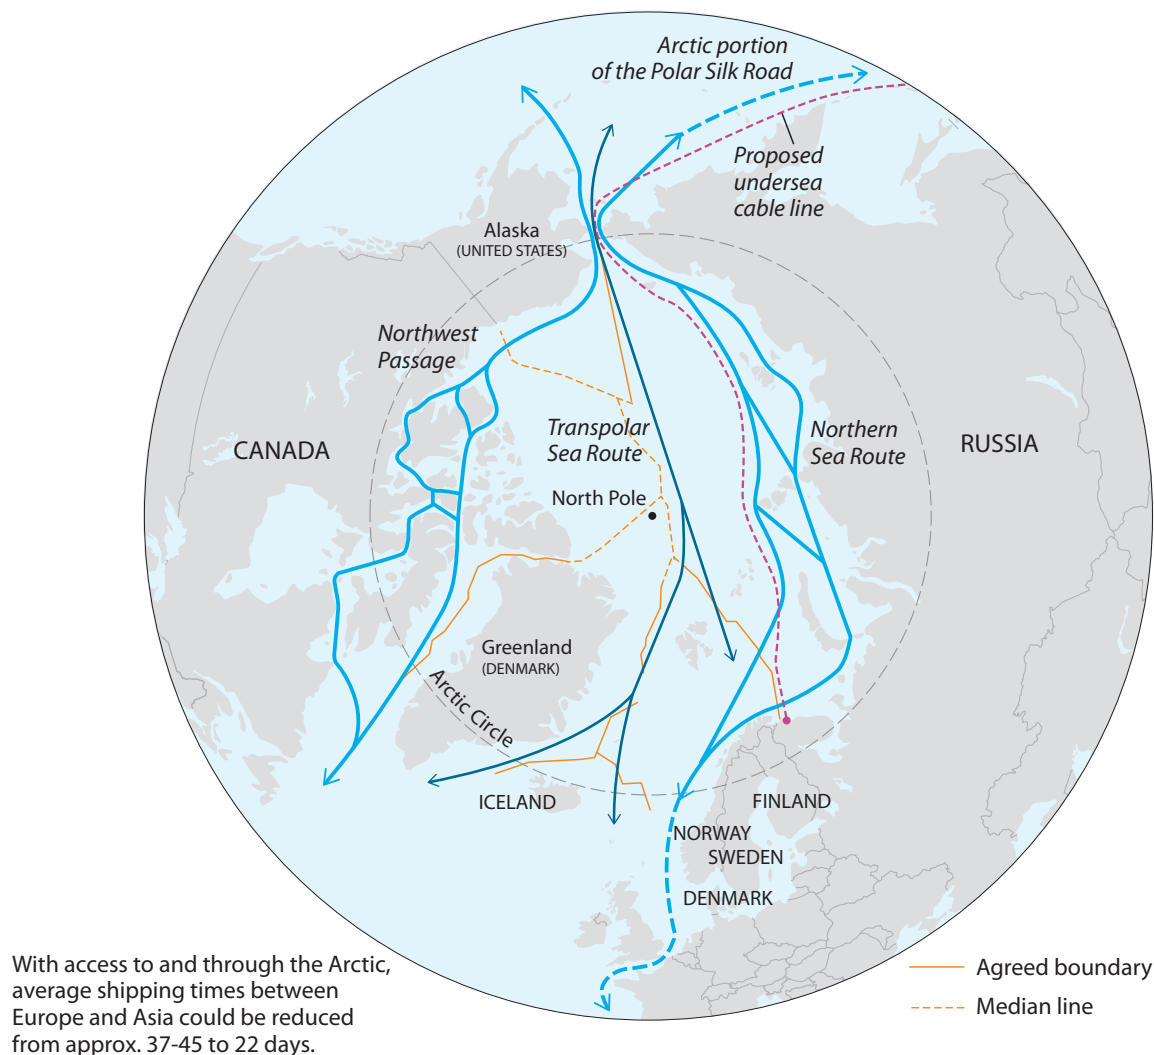 Arctic portion
of the Polar Silk Road
Proposed
undersea
cable line
Alaska
(UNITED STATES)
Northwest
Passage
CANADA
Transpolar
Sea Route
Northern
Sea Route
RUSSIA
North Pole
Greenland
(DENMARK)
Arctic Circle
ICELAND
FINLAND
NORWAY
SWEDEN
DENMARK
With access to and through the Arctic,
average shipping times between
Europe and Asia could be reduced
from approx. 37-45 to 22 days.
Agreed boundary
Median line